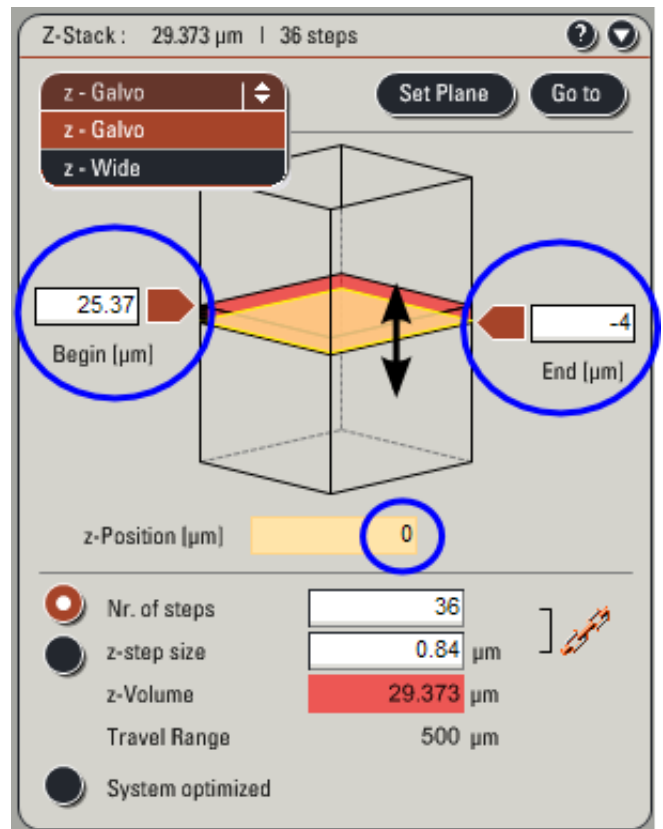 Z-Stack : 29.373 µm | 36 steps ?
z - Galvo Set Plane Go to
z - Galvo
z - Wide
25.37
Begin [µm]
-4
End [µm]
z-Position [µm] 0
Nr. of steps 36
z-step size 0.84 µm
z-Volume 29.373 µm
Travel Range 500 µm
System optimized